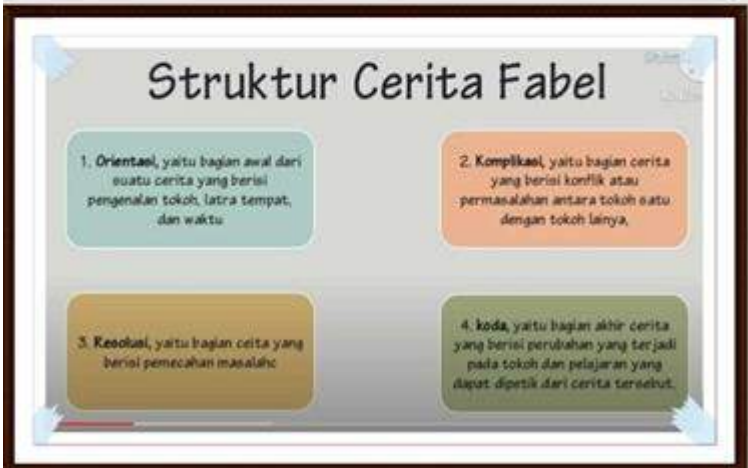 Struktur Cerita Fabel
1. Orientasi, yaitu bagian awal dari
suatu cerita yang berisi
pengenalan tokoh, latra tempat,
dan waktu
2. Komplikasi, yaitu bagian cerita
yang berisi konflik atau
permasalahan antara tokoh satu
dengan tokoh lainya,
3. Resolusi, yaitu bagian ceita yang
berisi pemecahan masalahc
4. koda, yaitu bagian akhir cerita
yang berisi perubahan yang terjadi
pada tokoh dan pelajaran yang
dapat dipetik dari cerita tersebut.